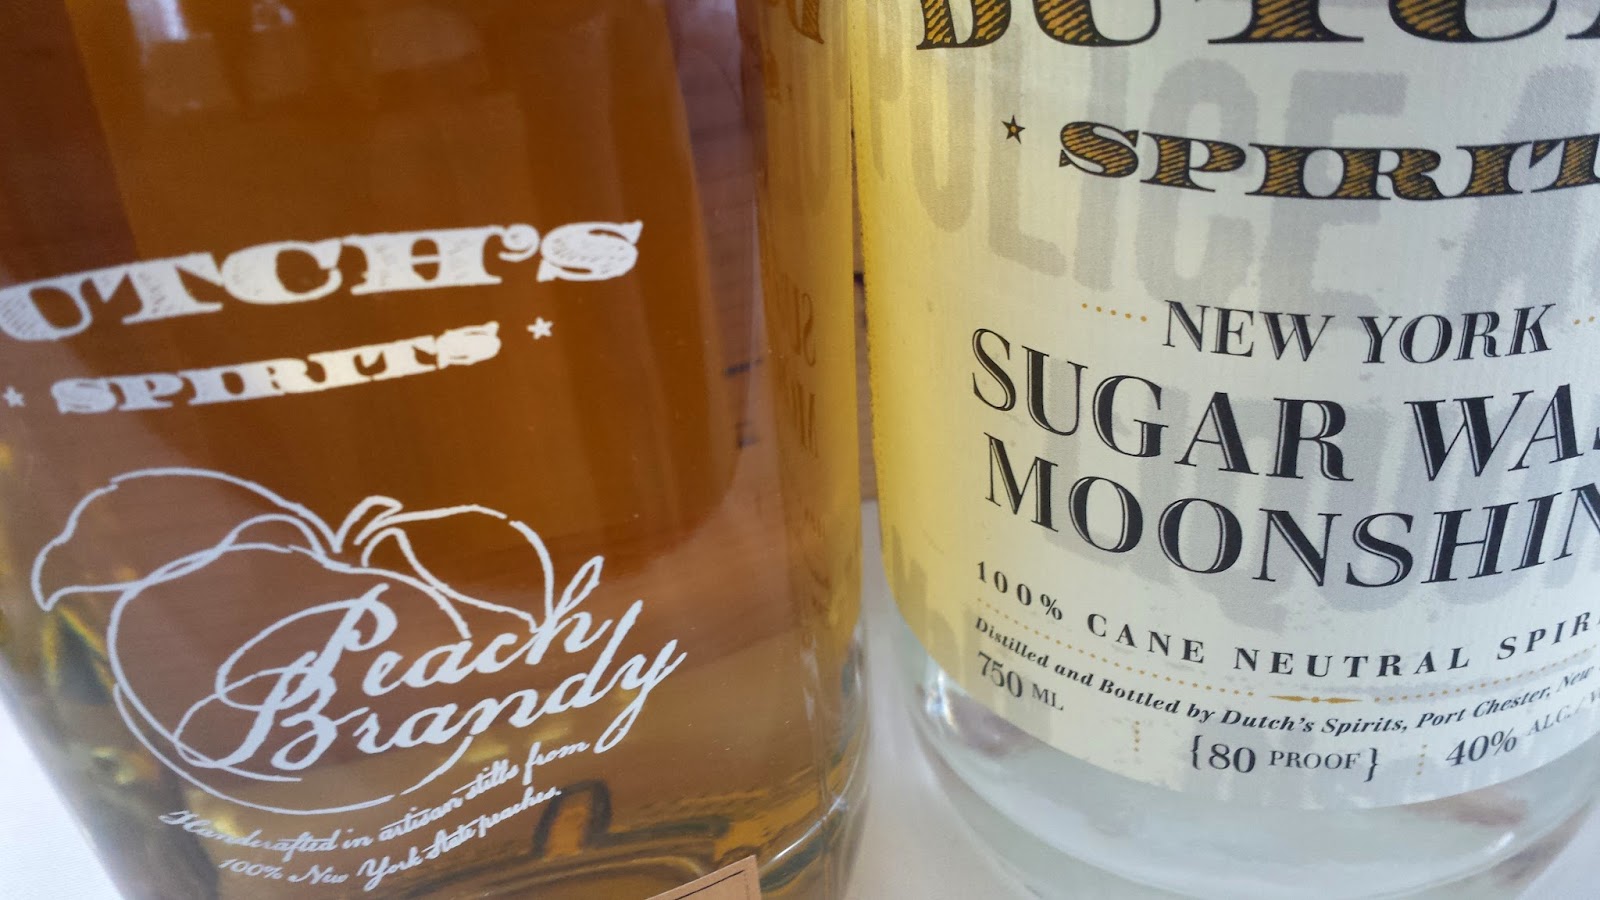 UTCH'S
SPIRITS
Peach
Brandy
Handcrafted in artisan stills from
100% New York State peaches.
DUTC
SPIRIT
NEW YORK
SUGAR WAS
MOONSHIN
100% CANE NEUTRAL SPIR
Distilled and Bottled by Dutch's Spirits, Port Chester, New
750 ML
{80 PROOF}
40% ALC./V